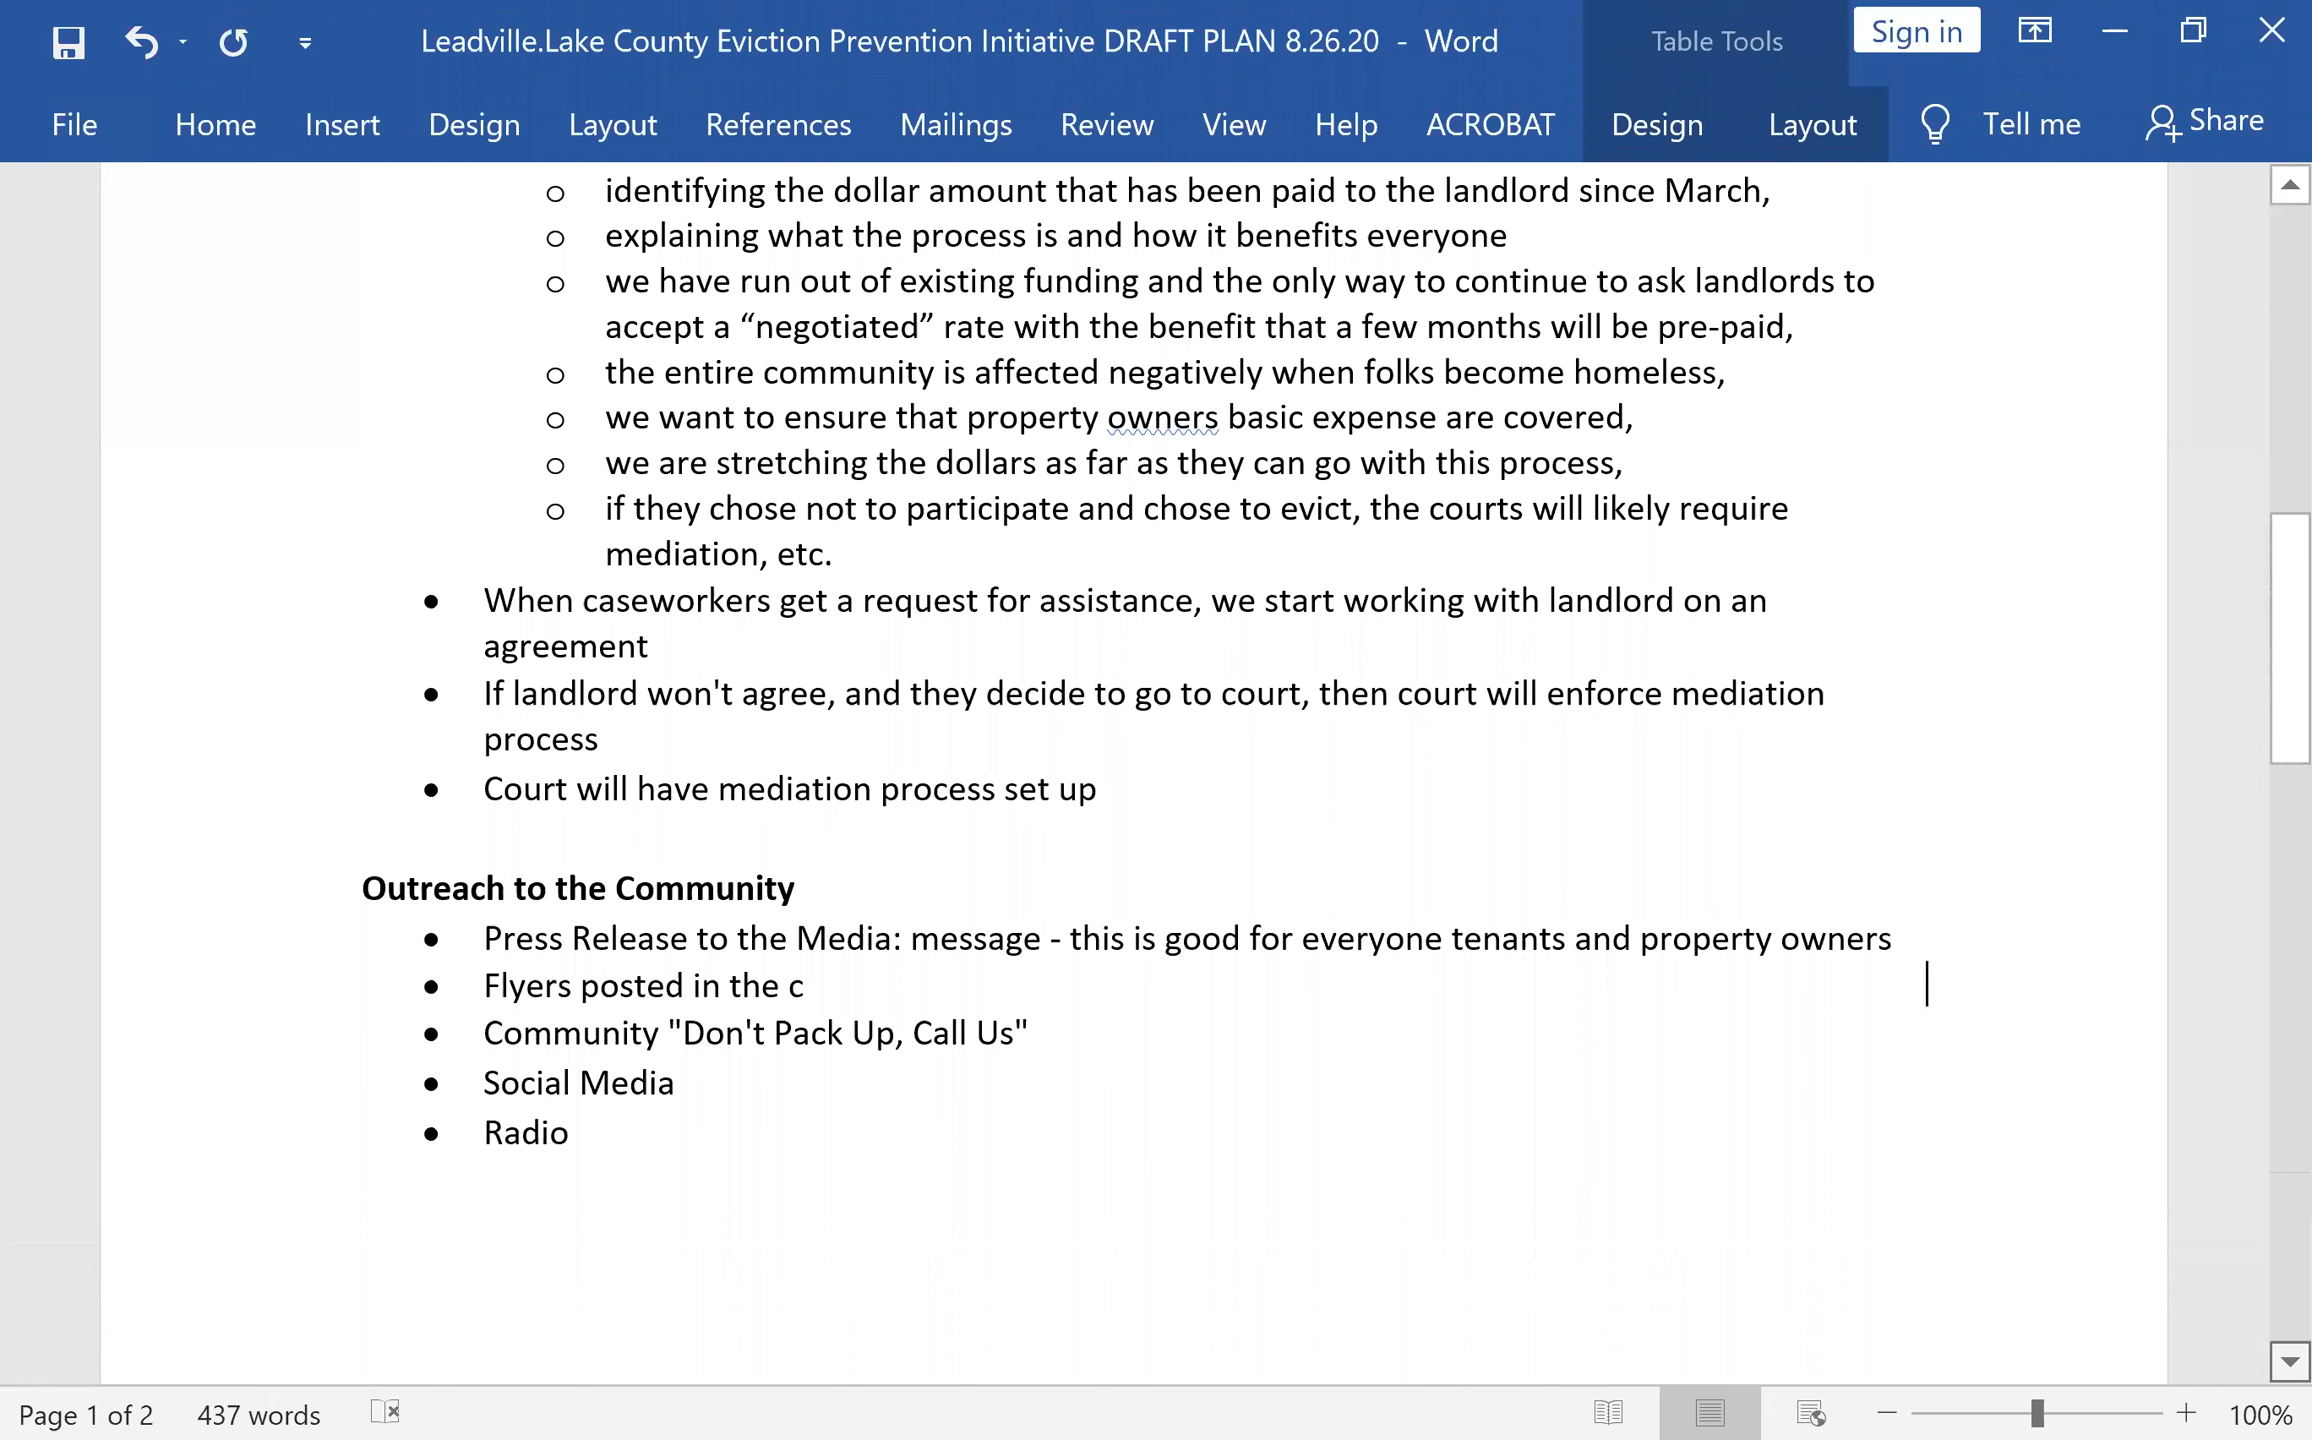 Leadville.Lake County Eviction Prevention Initiative DRAFT PLAN 8.26.20 - Word
Table Tools
Sign in
File Home Insert Design Layout References Mailings Review View Help ACROBAT Design Layout Tell me Share
o identifying the dollar amount that has been paid to the landlord since March,
o explaining what the process is and how it benefits everyone
o we have run out of existing funding and the only way to continue to ask landlords to
accept a “negotiated” rate with the benefit that a few months will be pre-paid,
o the entire community is affected negatively when folks become homeless,
o we want to ensure that property owners basic expense are covered,
o we are stretching the dollars as far as they can go with this process,
o if they chose not to participate and chose to evict, the courts will likely require
mediation, etc.
• When caseworkers get a request for assistance, we start working with landlord on an
agreement
• If landlord won't agree, and they decide to go to court, then court will enforce mediation
process
• Court will have mediation process set up
Outreach to the Community
• Press Release to the Media: message - this is good for everyone tenants and property owners
• Flyers posted in the c
• Community "Don't Pack Up, Call Us"
• Social Media
• Radio
Page 1 of 2 437 words 100%